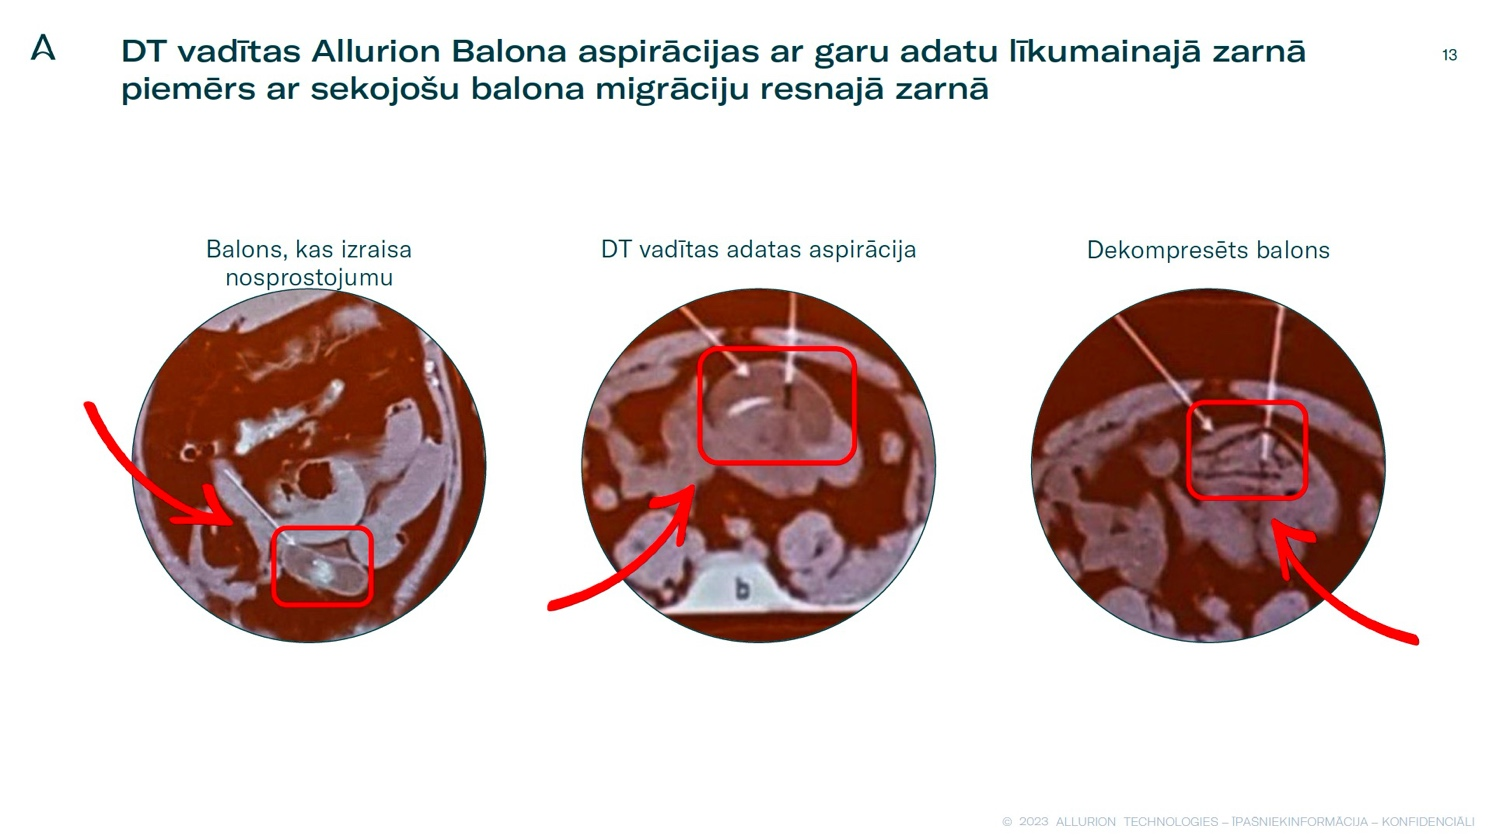 DT vadītas Allurion Balona aspirācijas ar garu adatu līkumainajā zarnā
piemērs ar sekojošu balona migrāciju resnajā zarnā
13
Balons, kas izraisa
nosprostojumu
DT vadītas adatas aspirācija
Dekompresēts balons
b
© 2023 ALLURION TECHNOLOGIES – ĪPAŠNIEKINFORMĀCIJA – KONFIDENCIĀLI